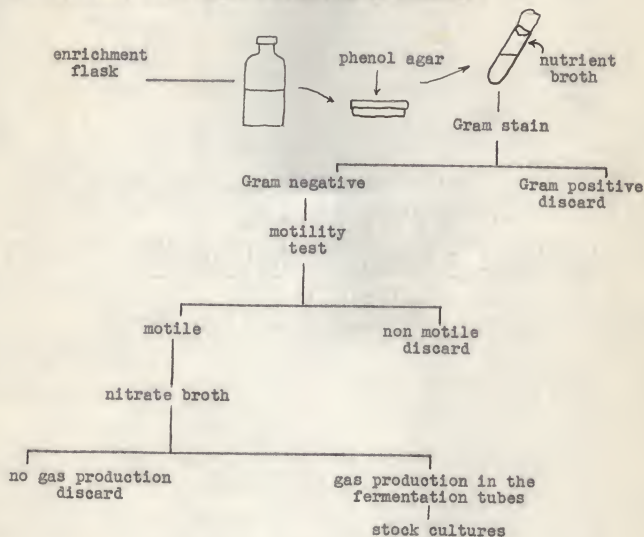 enrichment
flask
phenol agar
nutrient
broth
Gram stain
Gram negative
Gram positive
discard
motility
test
motile
non motile
discard
nitrate broth
no gas production
discard
gas production in the
fermentation tubes
stock cultures